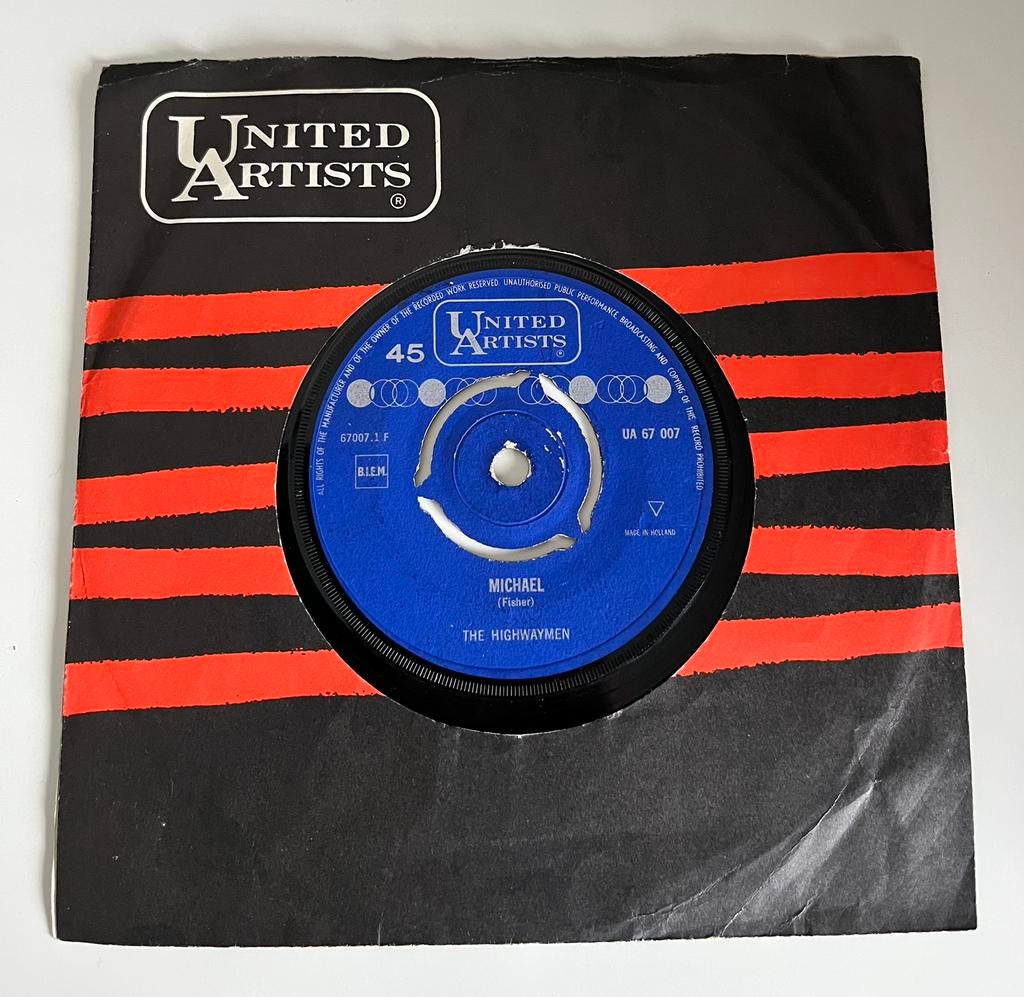 UNITED
ARTISTS
®
ALL RIGHTS OF THE MANUFACTURER AND OF THE OWNER OF THE RECORDED WORK RESERVED. UNAUTHORISED PUBLIC PERFORMANCE BROADCASTING AND COPYING OF THIS RECORD PROHIBITED
UNITED
ARTISTS
®
45
67007.1 F
UA 67 007
B.I.E.M.
MADE IN HOLLAND
MICHAEL
(Fisher)
THE HIGHWAYMEN